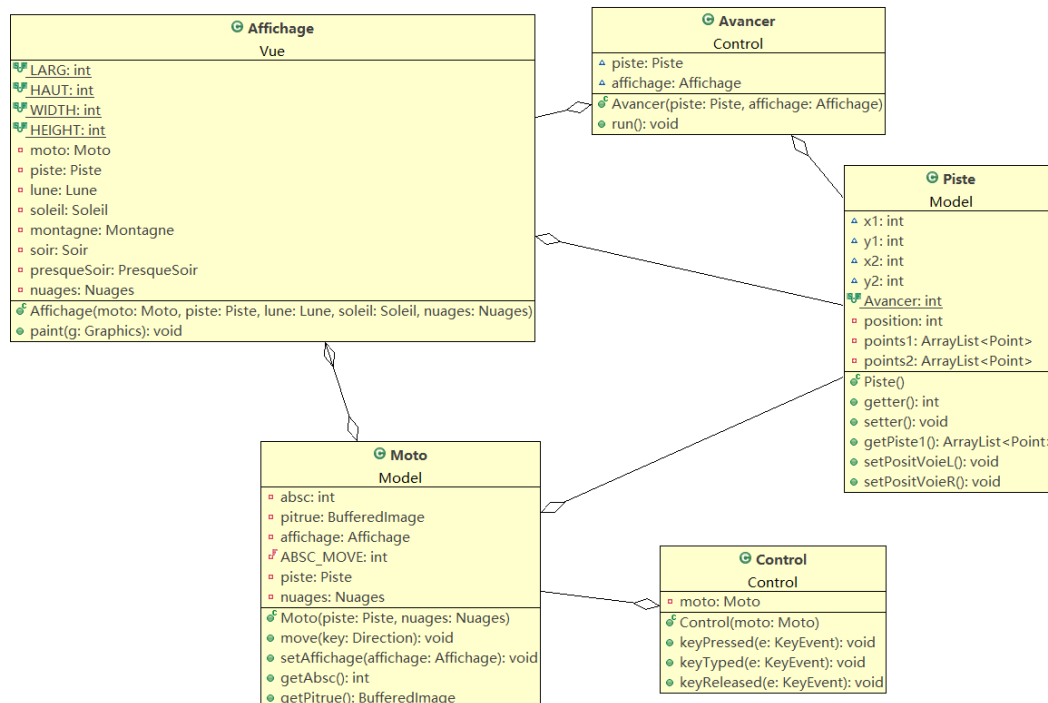 Affichage
Vue
LARG: int
HAUT: int
WIDTH: int
HEIGHT: int
moto: Moto
piste: Piste
lune: Lune
soleil: Soleil
montagne: Montagne
soir: Soir
presqueSoir: PresqueSoir
nuages: Nuages
Affichage(moto: Moto, piste: Piste, lune: Lune, soleil: Soleil, nuages: Nuages)
paint(g: Graphics): void
Avancer
Control
piste: Piste
affichage: Affichage
Avancer(piste: Piste, affichage: Affichage)
run(): void
Piste
Model
x1: int
y1: int
x2: int
y2: int
Avancer: int
position: int
points1: ArrayList<Point>
points2: ArrayList<Point>
Piste()
getter(): int
setter(): void
getPiste1(): ArrayList<Point>
setPositVoieL(): void
setPositVoieR(): void
Moto
Model
absc: int
pitrue: BufferedImage
affichage: Affichage
ABSC_MOVE: int
piste: Piste
nuages: Nuages
Moto(piste: Piste, nuages: Nuages)
move(key: Direction): void
setAffichage(affichage: Affichage): void
getAbsc(): int
getPitrue(): BufferedImage
Control
Control
moto: Moto
Control(moto: Moto)
keyPressed(e: KeyEvent): void
keyTyped(e: KeyEvent): void
keyReleased(e: KeyEvent): void